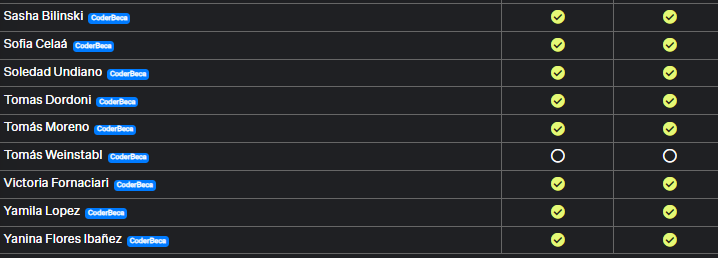 Sasha Bilinski CoderBeca
Sofia Celaá CoderBeca
Soledad Undiano CoderBeca
Tomas Dordoni CoderBeca
Tomás Moreno CoderBeca
Tomás Weinstabl CoderBeca
Victoria Fornaciari CoderBeca
Yamila Lopez CoderBeca
Yanina Flores Ibañez CoderBeca